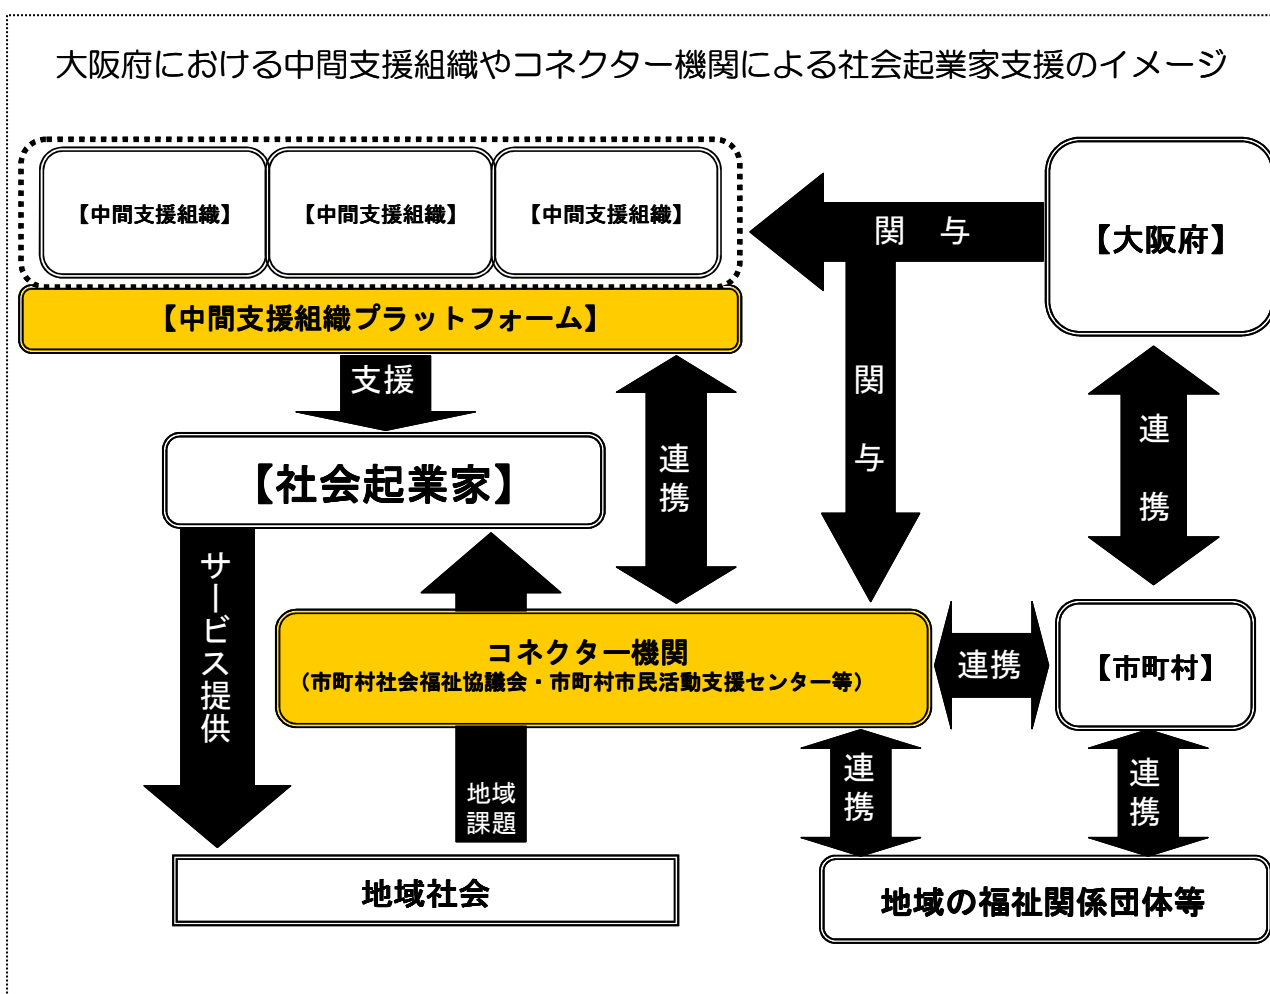 大阪府における中間支援組織やコネクター機関による社会起業家支援のイメージ
【中間支援組織】
【中間支援組織】
【中間支援組織】
関　与
【大阪府】
【中間支援組織プラットフォーム】
支援
関
与
連
携
連
携
【社会起業家】
サービス提供
コネクター機関
（市町村社会福祉協議会・市町村市民活動支援センター等）
連携
【市町村】
地域
課題
連
携
連
携
地域社会
地域の福祉関係団体等